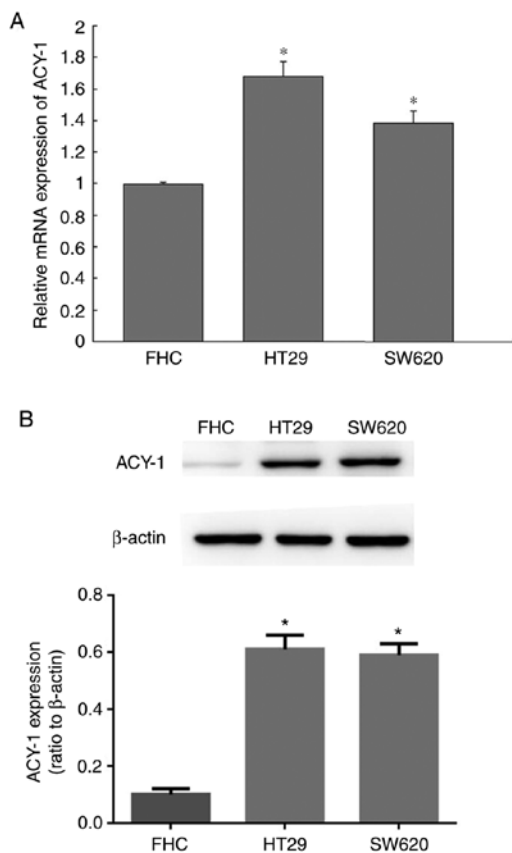 A
Relative mRNA expression of ACY-1
2
1.8
1.6
1.4
1.2
1
0.8
1.6
1.4
0.2
0
*
*
FHC HT29 SW620
B
FHC HT29 SW620
ACY-1
β-actin
ACY-1 expression
(ratio to β-actin)
0.8
0.6
0.4
0.2
0.0
*
*
FHC HT29 SW620